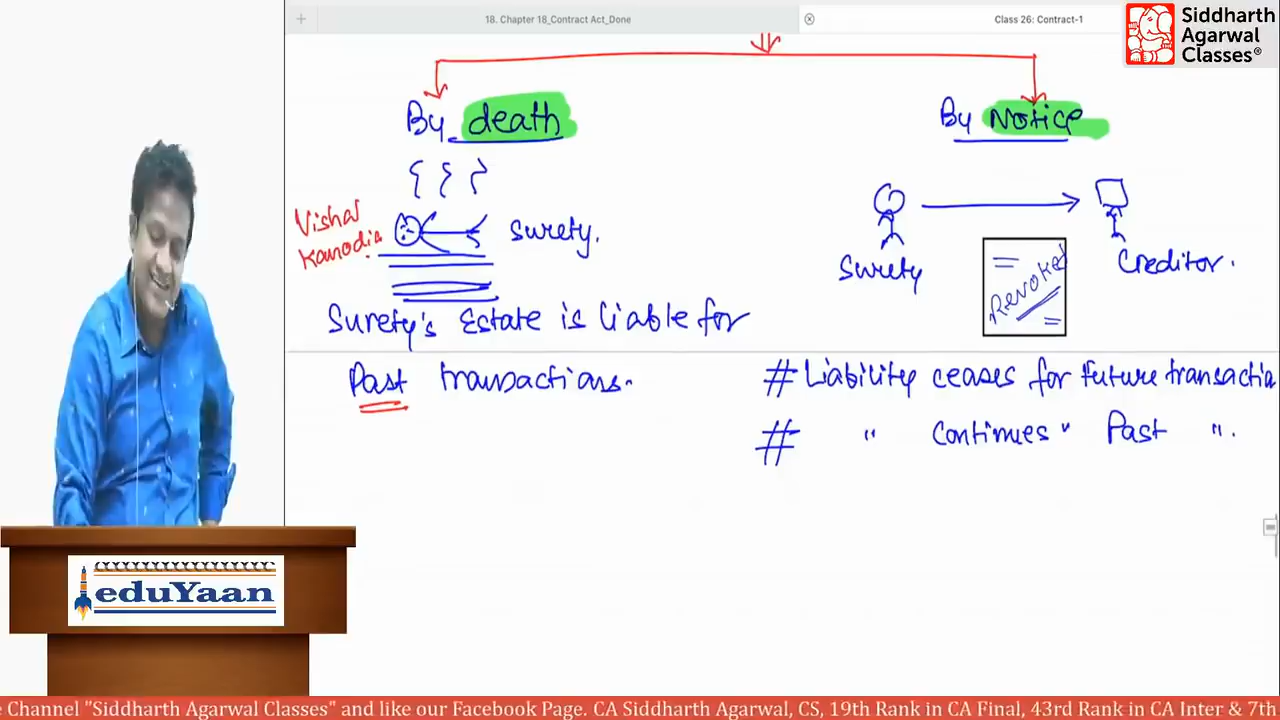 18. Chapter 18_Contract Act_Done
Class 26: Contract-1
Siddharth
Agarwal
Classes®
By death
By Notice
Vishal
Kanodia
Surety.
Surety
Creditor.
Revoked
Surety's Estate is liable for
Past transactions.
# Liability ceases for future transactio
# " Continues " Past ".
eduYaan
e Channel "Siddharth Agarwal Classes" and like our Facebook Page. CA Siddharth Agarwal, CS, 19th Rank in CA Final, 43rd Rank in CA Inter & 7th